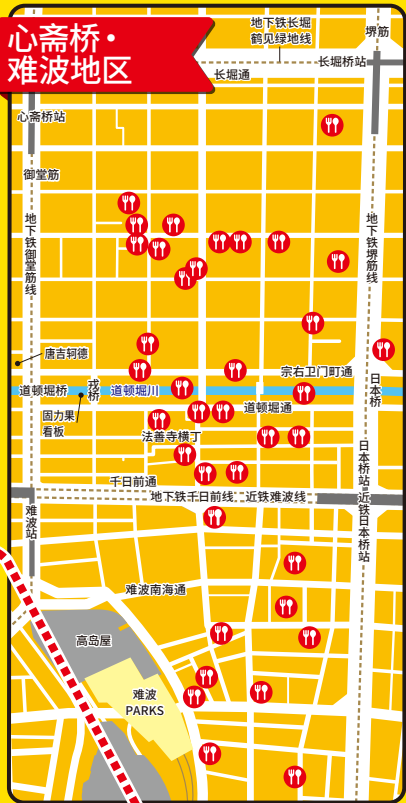 心斋桥·
难波地区
地下铁长堀
鹤见绿地线
堺筋
长堀桥站
长堀通
心斋桥站
御堂筋
地下铁御堂筋线
地下铁堺筋线
唐吉轲德
宗右卫门町通
日本桥
道顿堀桥
戎桥
道顿堀川
固力果
看板
道顿堀通
法善寺横丁
千日前通
地下铁千日前线
近铁难波线
日本桥站
近铁日本桥站
难波站
难波南海通
高岛屋
难波
PARKS